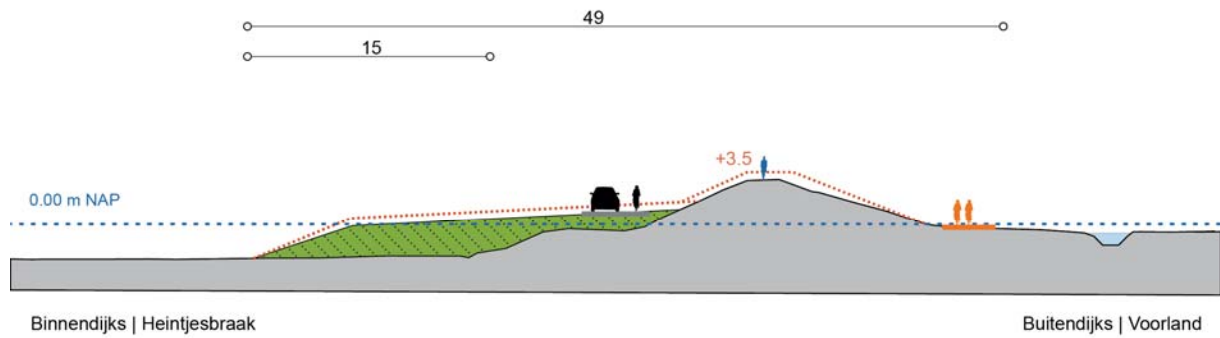 49
15
+3.5
0.00 m NAP
Binnendijks | Heintjesbraak
Buitendijks | Voorland